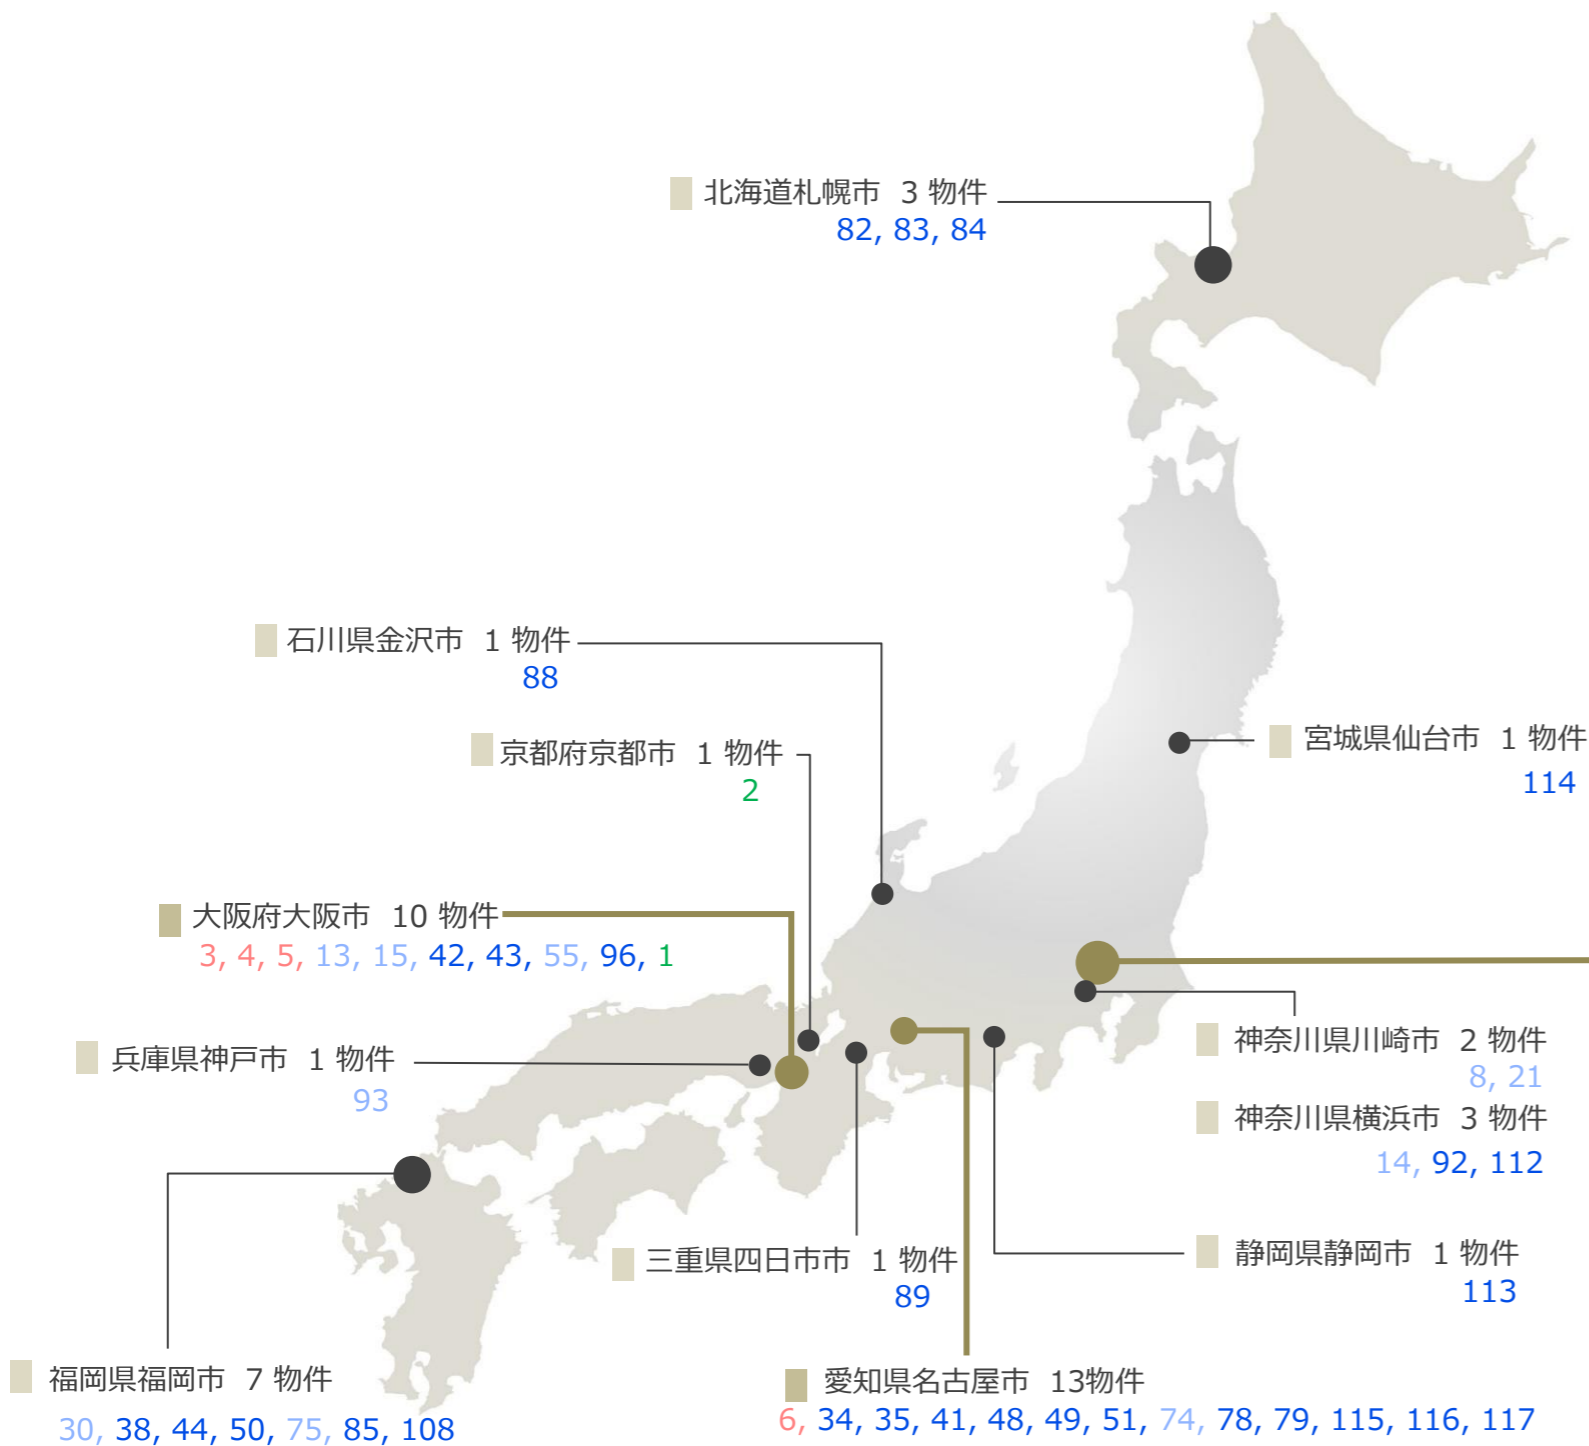 北海道札幌市 3 物件
82, 83, 84
石川県金沢市 1 物件
88
京都府京都市 1 物件
2
宮城県仙台市 1 物件
114
大阪府大阪市 10 物件
3, 4, 5, 13, 15, 42, 43, 55, 96, 1
兵庫県神戸市 1 物件
93
神奈川県川崎市 2 物件
8, 21
神奈川県横浜市 3 物件
14, 92, 112
三重県四日市市 1 物件
89
静岡県静岡市 1 物件
113
福岡県福岡市 7 物件
30, 38, 44, 50, 75, 85, 108
愛知県名古屋市 13物件
6, 34, 35, 41, 48, 49, 51, 74, 78, 79, 115, 116, 117